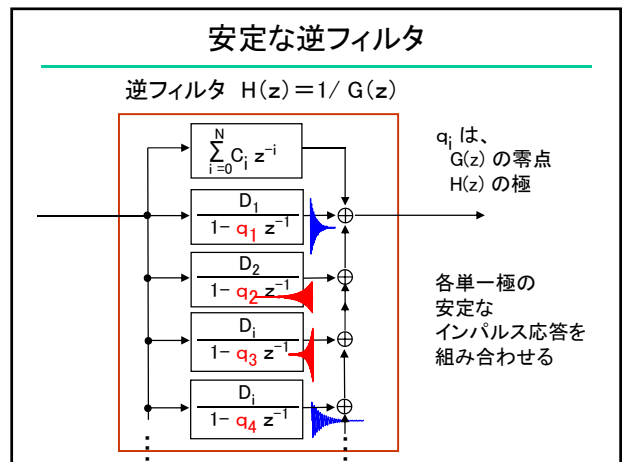 安定な逆フィルタ
逆フィルタ H(z)=1/ G(z)
N
∑ C_i z^{-i}
i=0
q_i は、
G(z) の零点
H(z) の極
D_1
1- q_1 z^{-1}
D_2
1- q_2 z^{-1}
各単一極の
安定な
インパルス応答を
組み合わせる
D_i
1- q_3 z^{-1}
D_i
1- q_4 z^{-1}